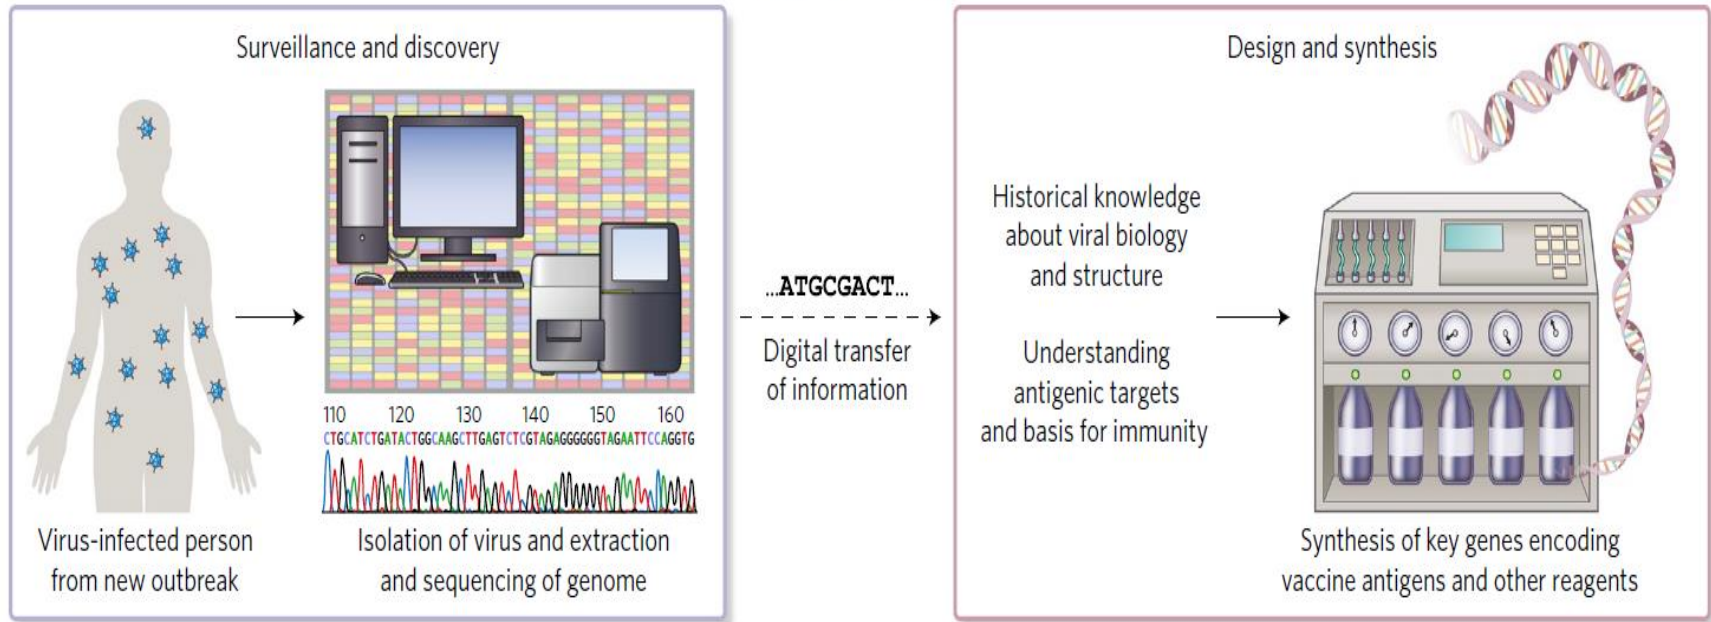 Surveillance and discovery
110 120 130 140 150 160
CTGCATCTGATACTGGCAAGCTTGAGTCTCGTAGAGGGGGGTAGAATTCCAGGTG
Virus-infected person
from new outbreak
Isolation of virus and extraction
and sequencing of genome
...ATGCGACT...
Digital transfer
of information
Design and synthesis
Historical knowledge
about viral biology
and structure
Understanding
antigenic targets
and basis for immunity
Synthesis of key genes encoding
vaccine antigens and other reagents